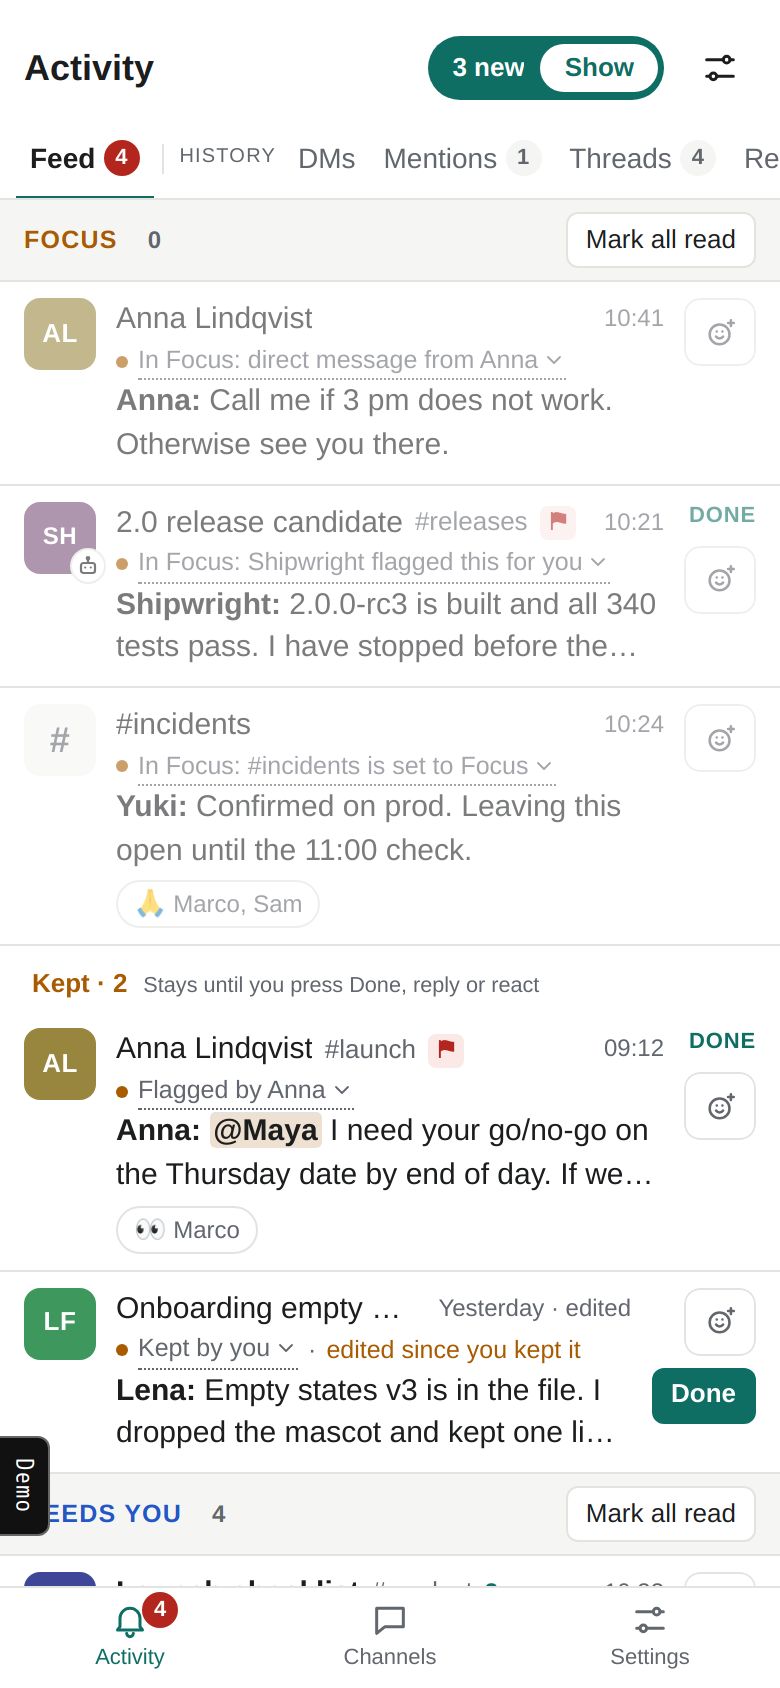 Activity
3 new Show
Feed 4 HISTORY DMs Mentions 1 Threads 4 Re
FOCUS 0 Mark all read
AL Anna Lindqvist 10:41
In Focus: direct message from Anna
Anna: Call me if 3 pm does not work.
Otherwise see you there.
SH 2.0 release candidate #releases 10:21 DONE
In Focus: Shipwright flagged this for you
Shipwright: 2.0.0-rc3 is built and all 340
tests pass. I have stopped before the…
# #incidents 10:24
In Focus: #incidents is set to Focus
Yuki: Confirmed on prod. Leaving this
open until the 11:00 check.
🙏 Marco, Sam
Kept · 2 Stays until you press Done, reply or react
AL Anna Lindqvist #launch 09:12 DONE
Flagged by Anna
Anna: @Maya I need your go/no-go on
the Thursday date by end of day. If we…
👀 Marco
LF Onboarding empty … Yesterday · edited
Kept by you · edited since you kept it
Lena: Empty states v3 is in the file. I
Done
dropped the mascot and kept one li…
Demo
EEDS YOU 4 Mark all read
4
Activity Channels Settings